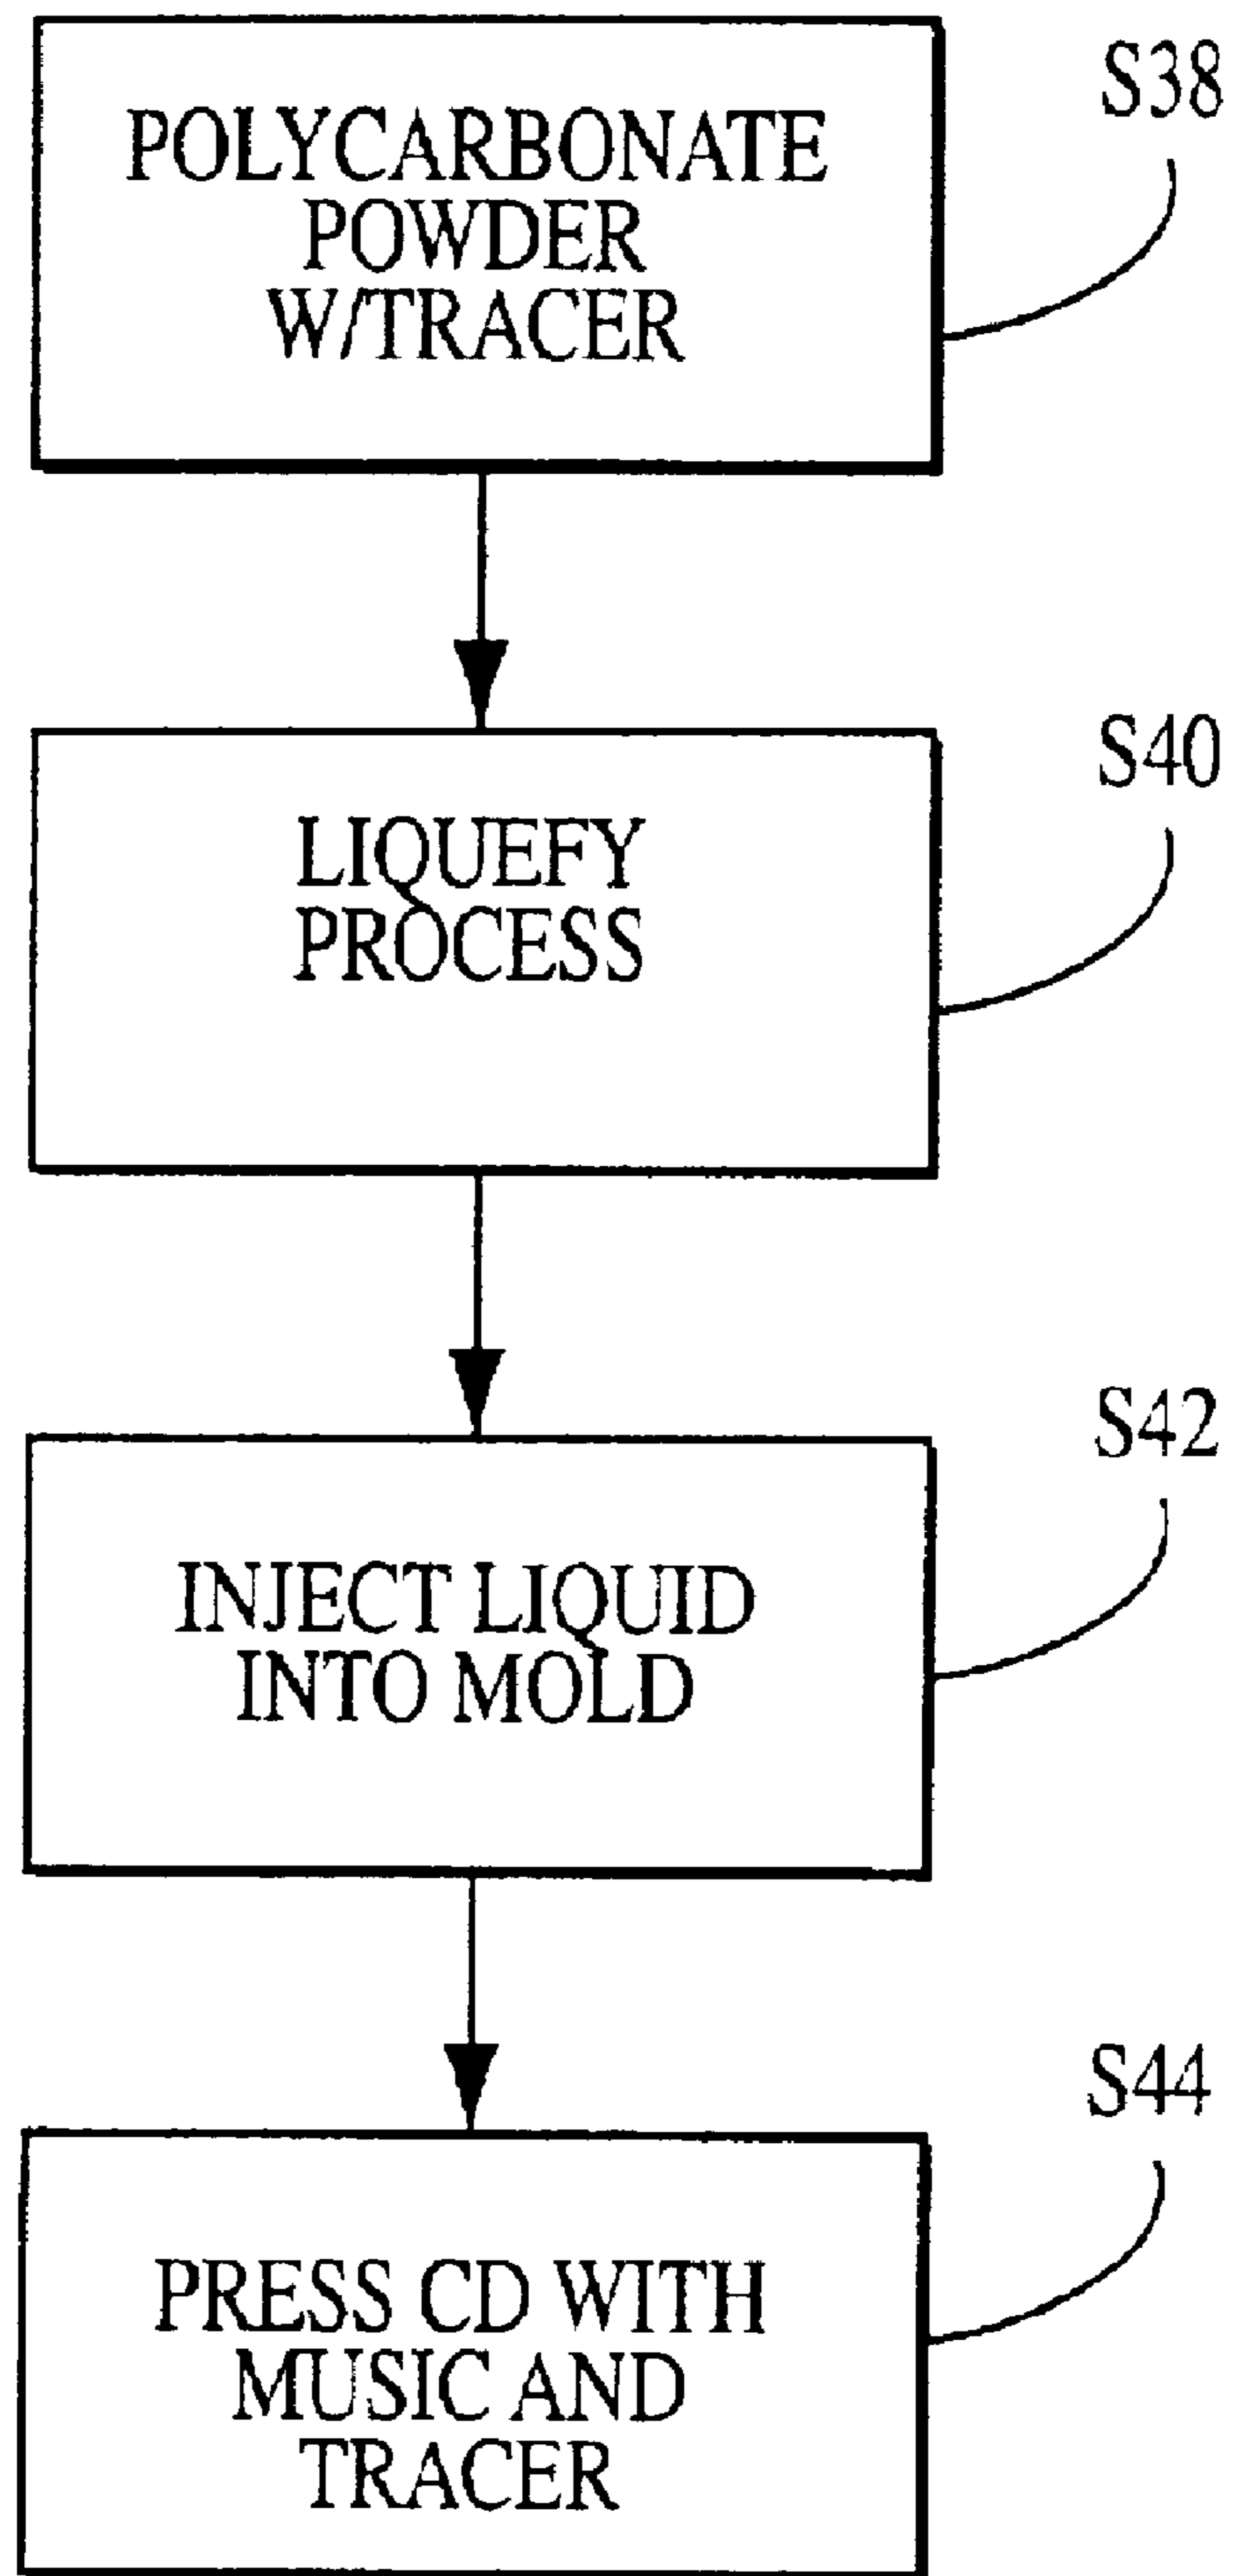 S38
POLYCARBONATE
POWDER
W/TRACER
S40
LIQUEFY
PROCESS
S42
INJECT LIQUID
INTO MOLD
S44
PRESS CD WITH
MUSIC AND
TRACER